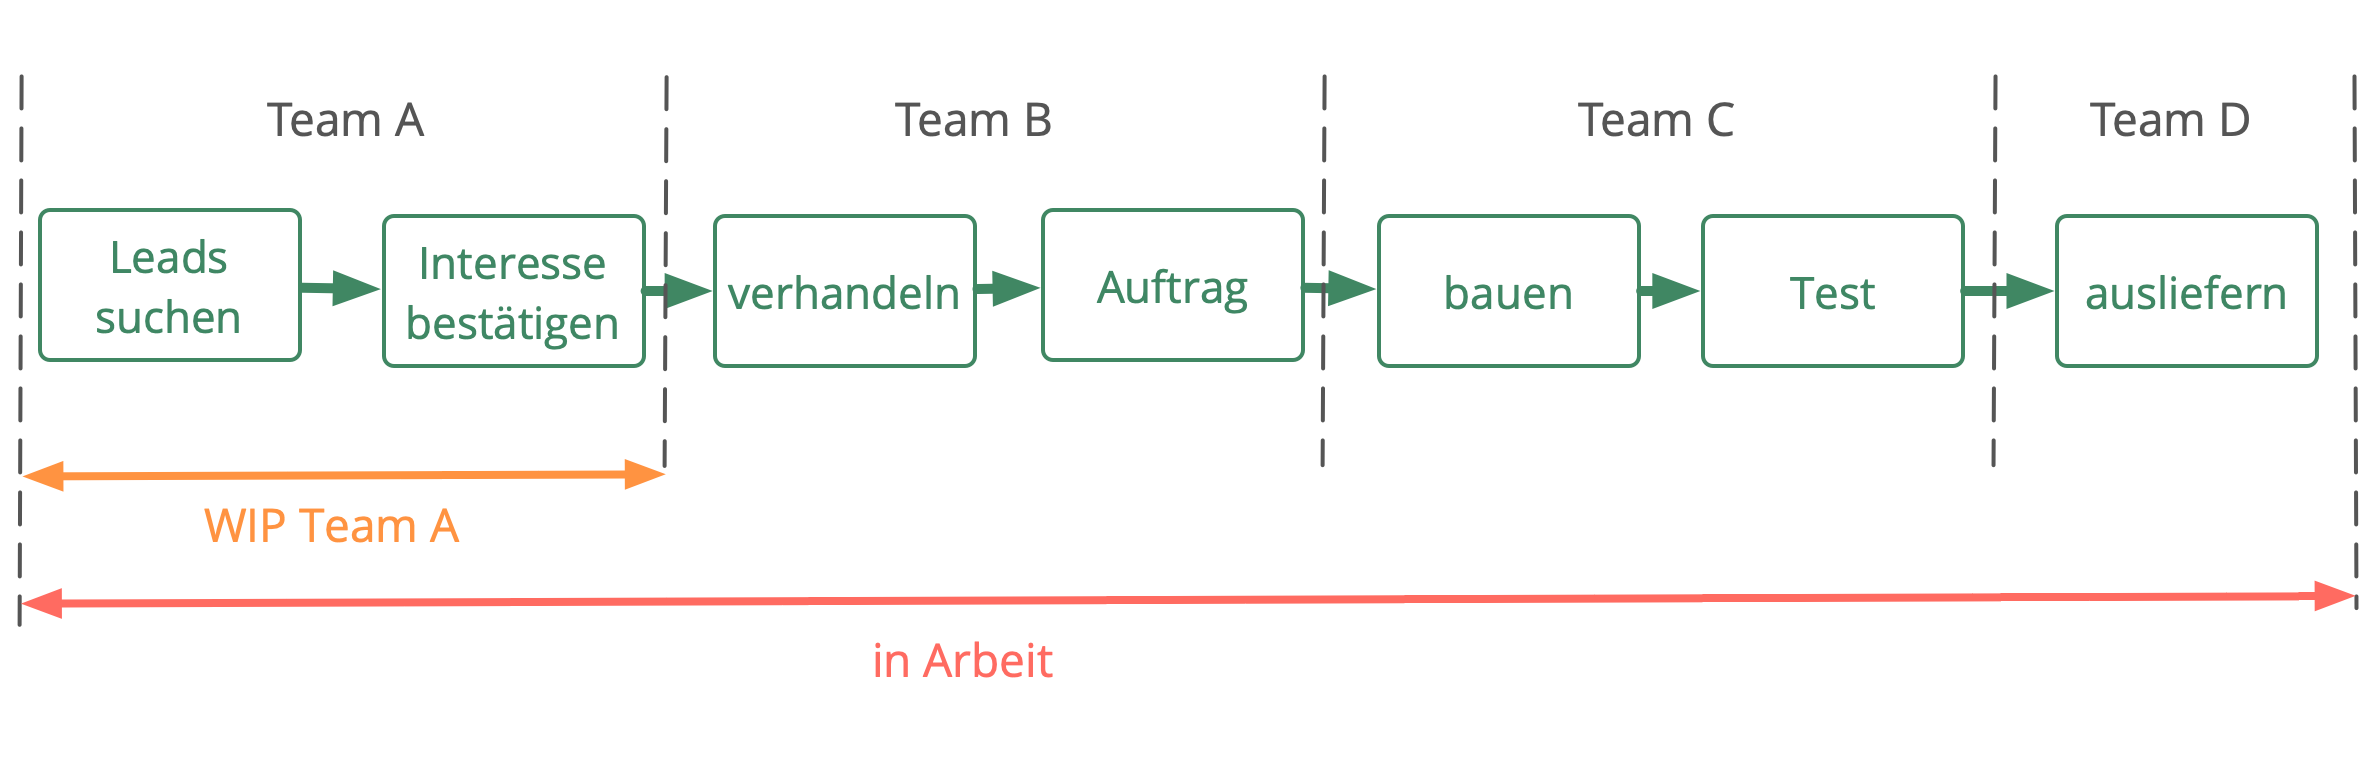 Team A
Team B
Team C
Team D
Leads
suchen
Interesse
bestätigen
verhandeln
Auftrag
bauen
Test
ausliefern
WIP Team A
in Arbeit